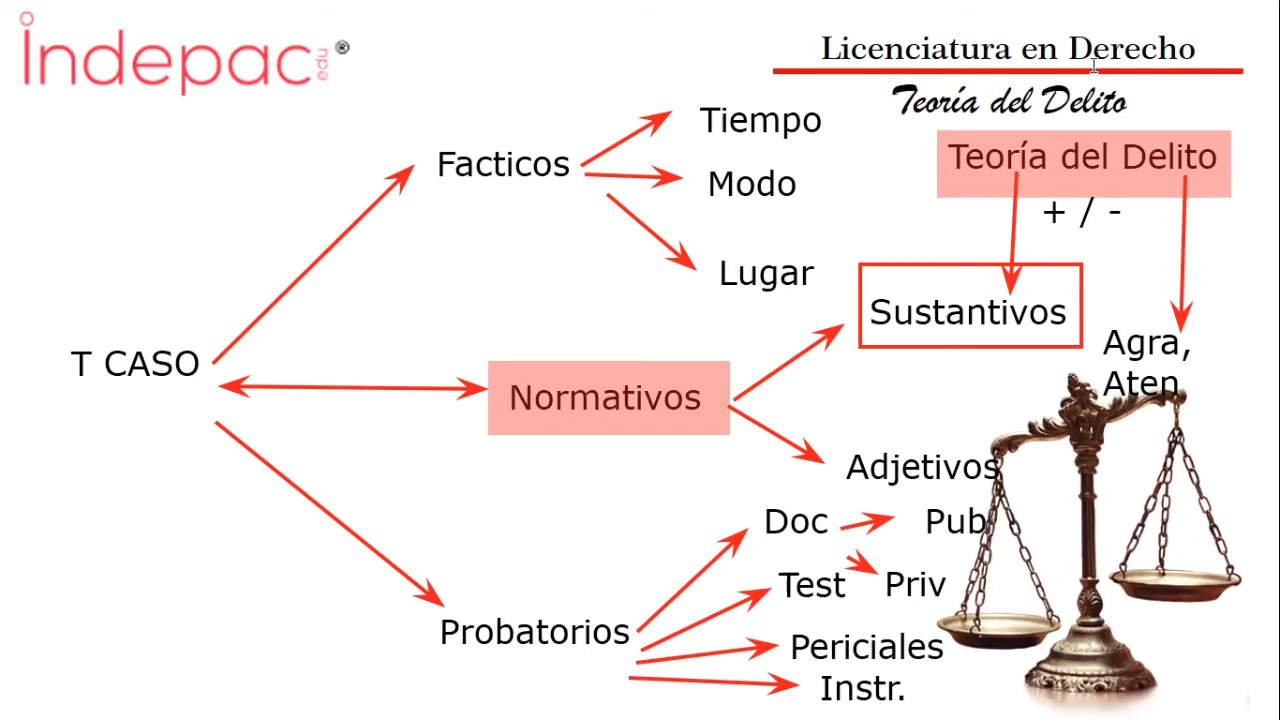 indepac edu ®
Licenciatura en Derecho
Teoría del Delito
Teoría del Delito
+ / -
Tiempo
Facticos
Modo
Lugar
Sustantivos
Agra,
Aten
T CASO
Normativos
Adjetivos
Doc
Pub
Test
Priv
Probatorios
Periciales
Instr.